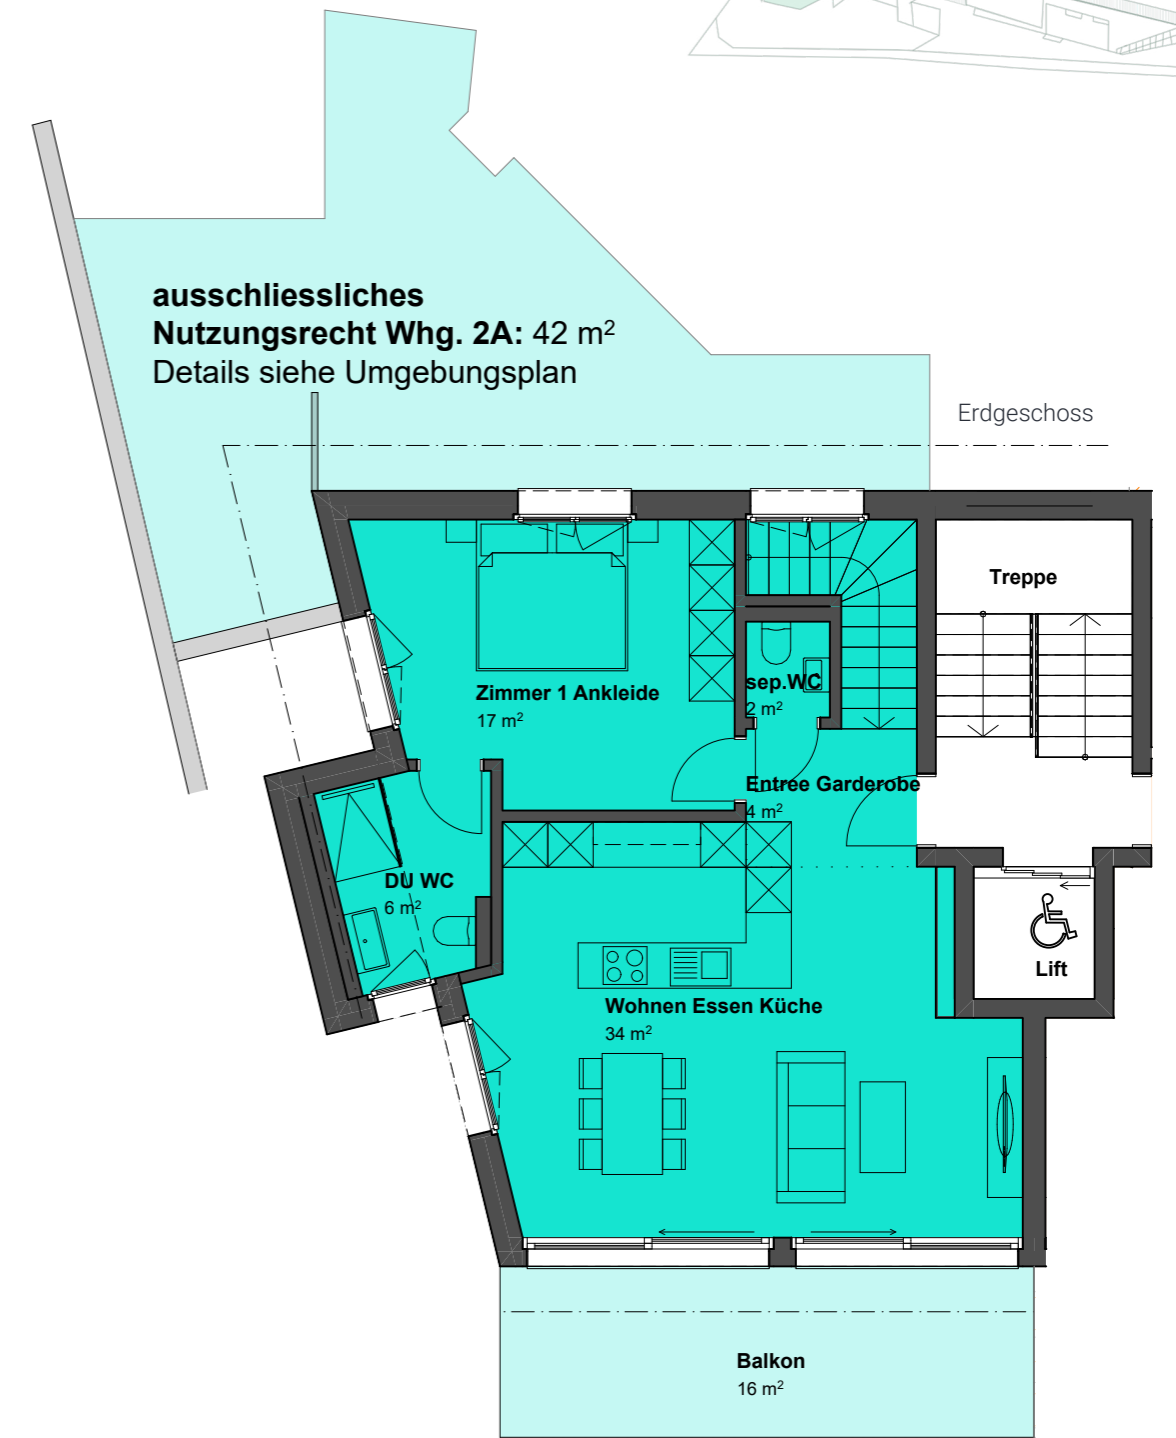 ausschliessliches
Nutzungsrecht Whg. 2A: 42 m²
Details siehe Umgebungsplan
Erdgeschoss
Treppe
Zimmer 1 Ankleide
17 m²
sep.WC
2 m²
Entree Garderobe
4 m²
DU WC
6 m²
Lift
Wohnen Essen Küche
34 m²
Balkon
16 m²